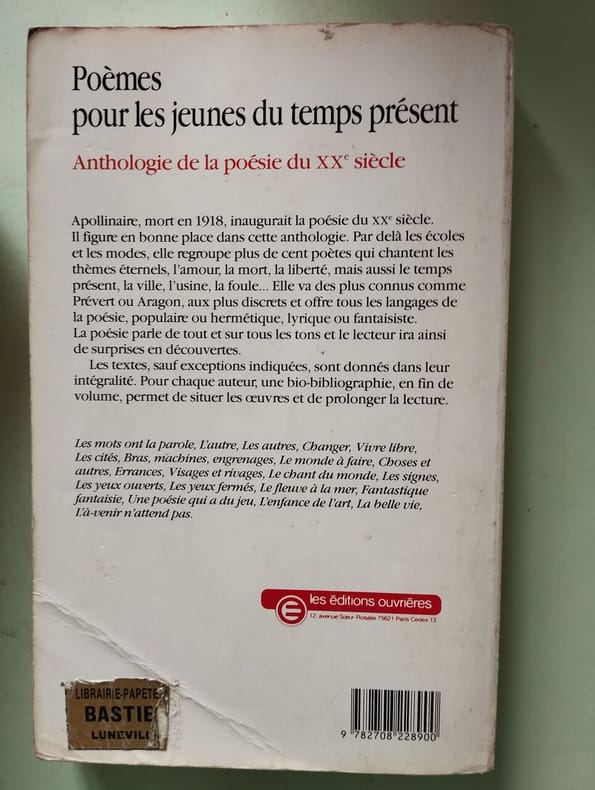 Poèmes
pour les jeunes du temps présent
Anthologie de la poésie du XXe siècle
Apollinaire, mort en 1918, inaugurait la poésie du XXe siècle.
Il figure en bonne place dans cette anthologie. Par delà les écoles
et les modes, elle regroupe plus de cent poètes qui chantent les
thèmes éternels, l'amour, la mort, la liberté, mais aussi le temps
présent, la ville, l'usine, la foule... Elle va des plus connus comme
Prévert ou Aragon, aux plus discrets et offre tous les langages de
la poésie, populaire ou hermétique, lyrique ou fantaisiste.
La poésie parle de tout et sur tous les tons et le lecteur ira ainsi
de surprises en découvertes.
Les textes, sauf exceptions indiquées, sont donnés dans leur
intégralité. Pour chaque auteur, une bio-bibliographie, en fin de
volume, permet de situer les œuvres et de prolonger la lecture.
Les mots ont la parole, L'autre, Les autres, Changer, Vivre libre,
Les cités, Bras, machines, engrenages, Le monde à faire, Choses et
autres, Errances, Visages et rivages, Le chant du monde, Les signes,
Les yeux ouverts, Les yeux fermés, Le fleuve à la mer, Fantastique
fantaisie, Une poésie qui a du jeu, L'enfance de l'art, La belle vie,
L'à-venir n'attend pas.
les éditions ouvrières
12, avenue Sœur-Rosalie 75621 Paris Cedex 13
LIBRAIRIE-PAPETE
BASTIE
LUNEVILL
9 782708 228900